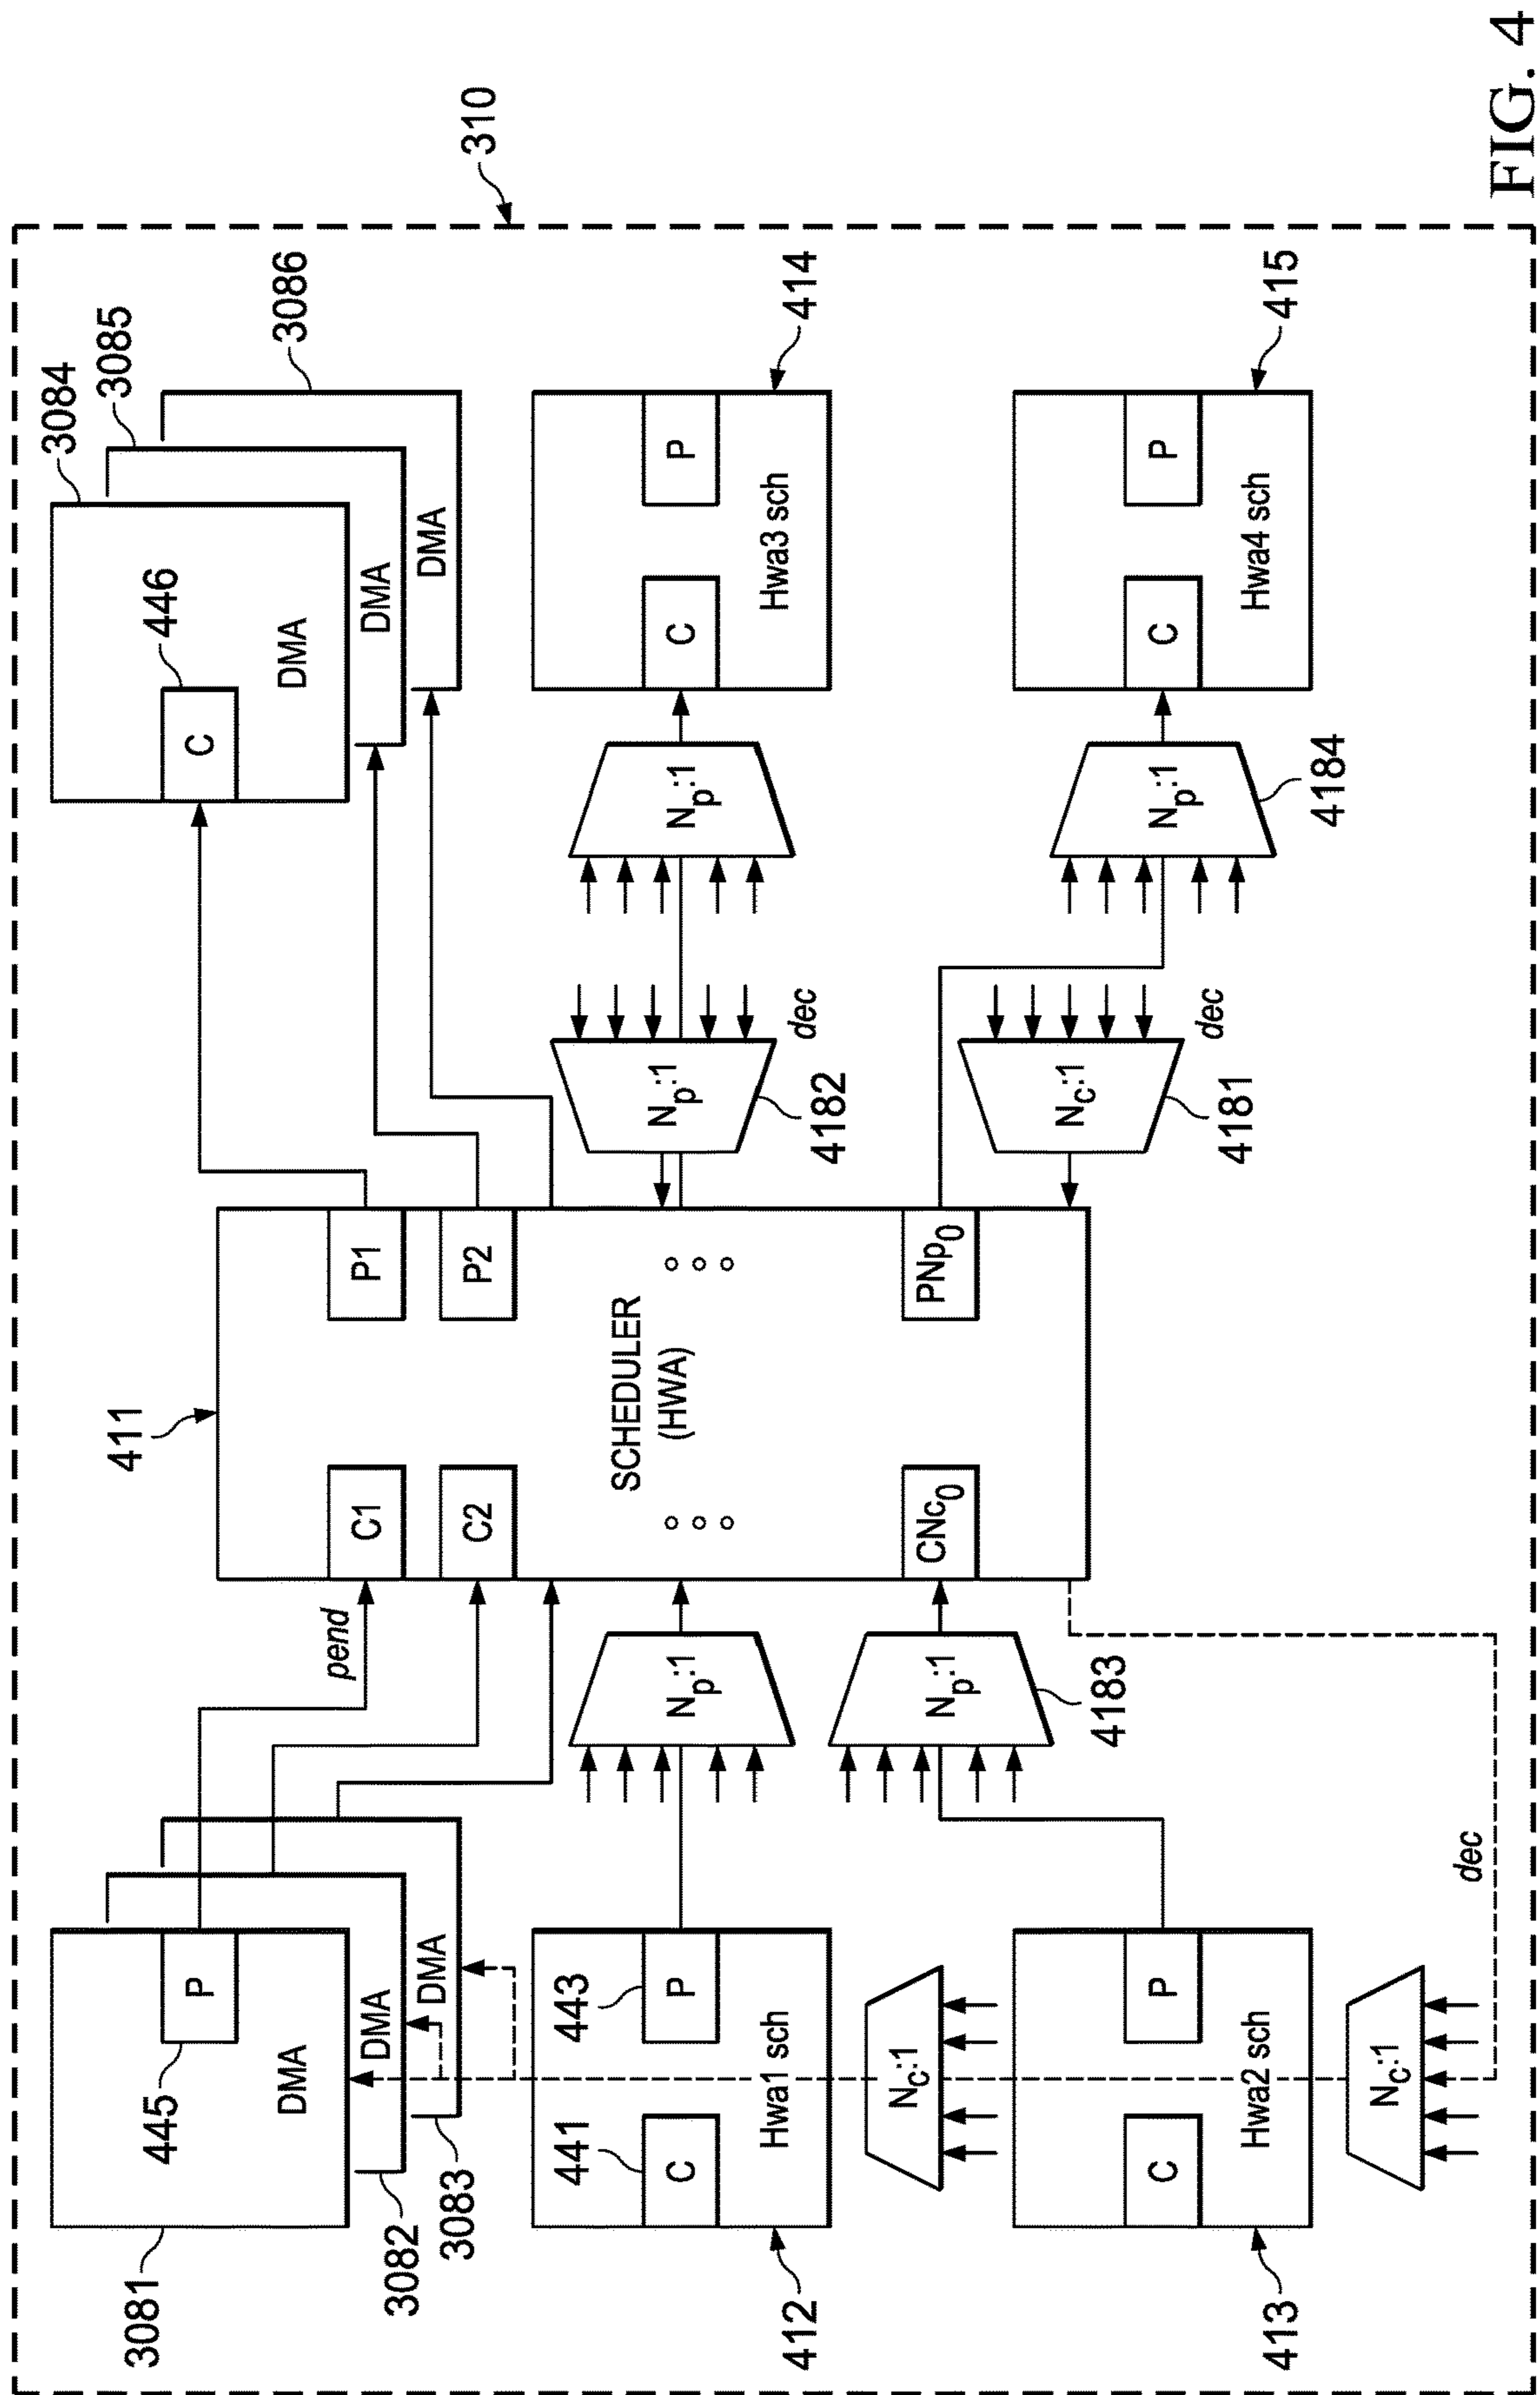 310
3081
3082
3083
445
P
DMA
DMA
DMA
pend
411
C1
P1
C2
P2
SCHEDULER
(HWA)
CNc0
PNp0
3084
3085
3086
446
C
DMA
DMA
DMA
412
441
C
443
P
Hwa1 sch
Np:1
Np:1
4182
dec
Np:1
C
P
Hwa3 sch
414
Nc:1
Np:1
4183
413
C
P
Hwa2 sch
Nc:1
4181
dec
Np:1
4184
C
P
Hwa4 sch
415
Nc:1
dec
FIG. 4